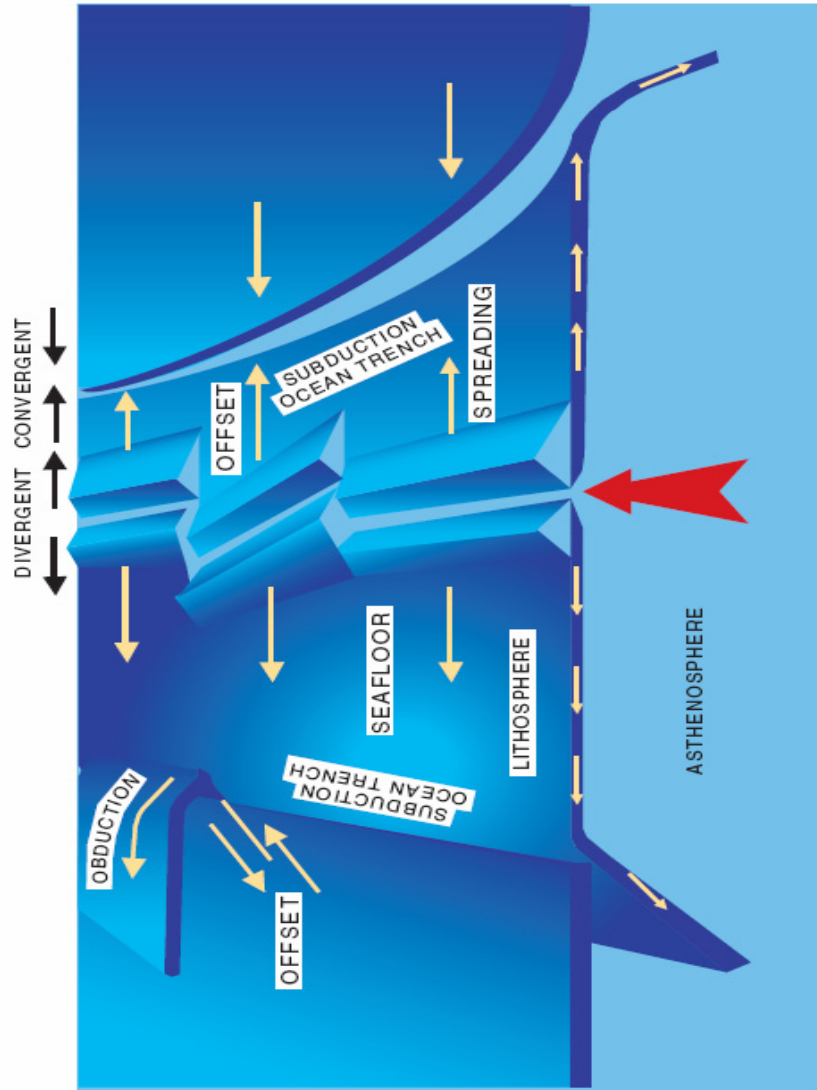 DIVERGENT CONVERGENT
OBDUCTION
OFFSET
SUBDUCTION
OCEAN TRENCH
SEAFLOOR
SPREADING
OFFSET
SUBDUCTION
OCEAN TRENCH
LITHOSPHERE
ASTHENOSPHERE